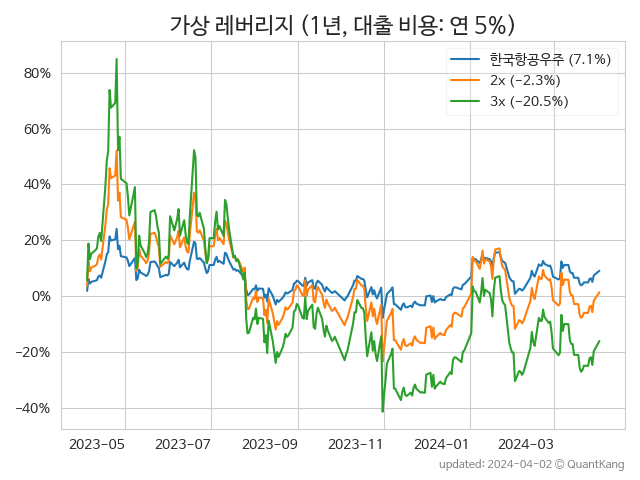 가상 레버리지 (1년, 대출 비용: 연 5%)
한국항공우주 (7.1%)
2x (−2.3%)
3x (−20.5%)
80%
60%
40%
20%
0%
−20%
−40%
2023-05
2023-07
2023-09
2023-11
2024-01
2024-03
updated: 2024-04-02 © QuantKang